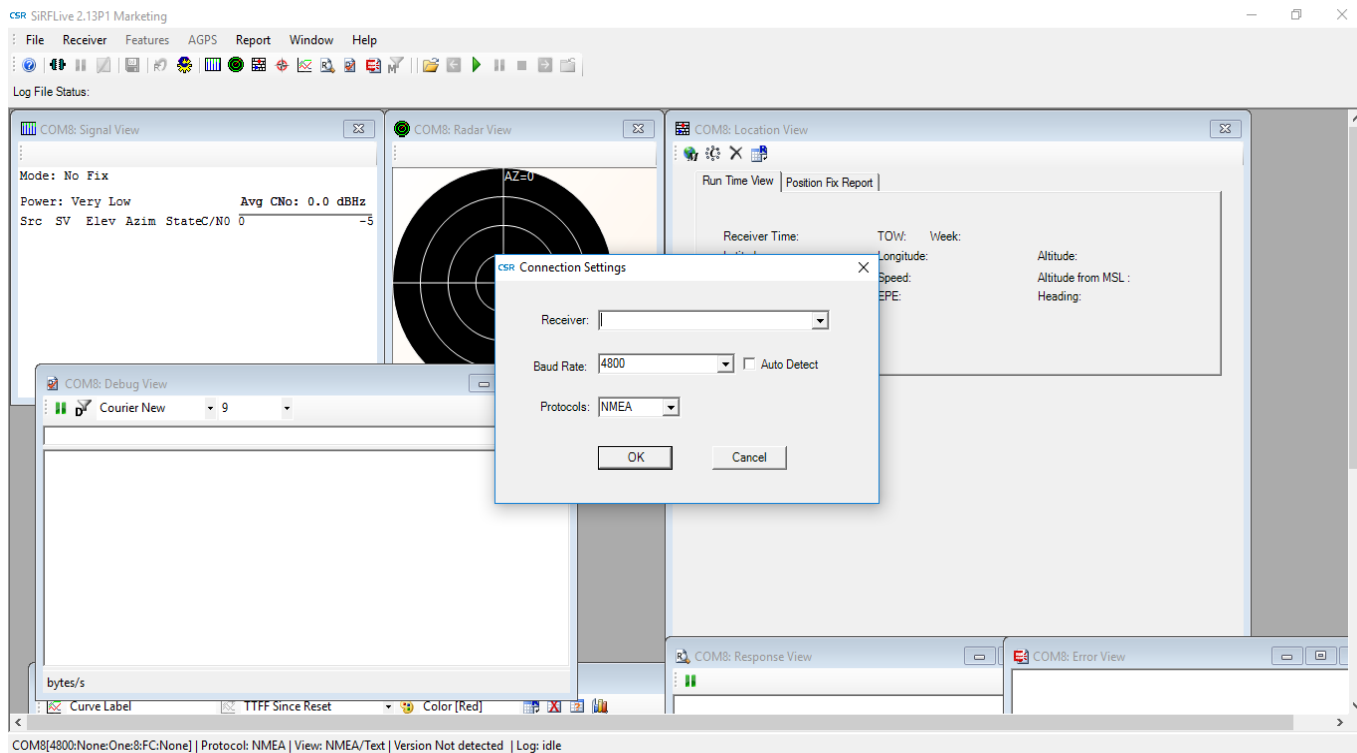 CSR SiRFLive 2.13P1 Marketing
File Receiver Features AGPS Report Window Help
Log File Status:
COM8: Signal View
Mode: No Fix
Power: Very Low Avg CNo: 0.0 dBHz
Src SV Elev Azim StateC/N0 0 -5
COM8: Radar View
AZ=0
COM8: Location View
Run Time View Position Fix Report
Receiver Time: TOW: Week:
Longitude: Altitude:
Speed: Altitude from MSL :
EPE: Heading:
CSR Connection Settings
Receiver:
Baud Rate: 4800 Auto Detect
Protocols: NMEA
OK Cancel
COM8: Debug View
D Courier New 9
bytes/s
Curve Label TTFF Since Reset Color [Red]
COM8: Response View
COM8: Error View
COM8[4800:None:One:8:FC:None] | Protocol: NMEA | View: NMEA/Text | Version Not detected | Log: idle